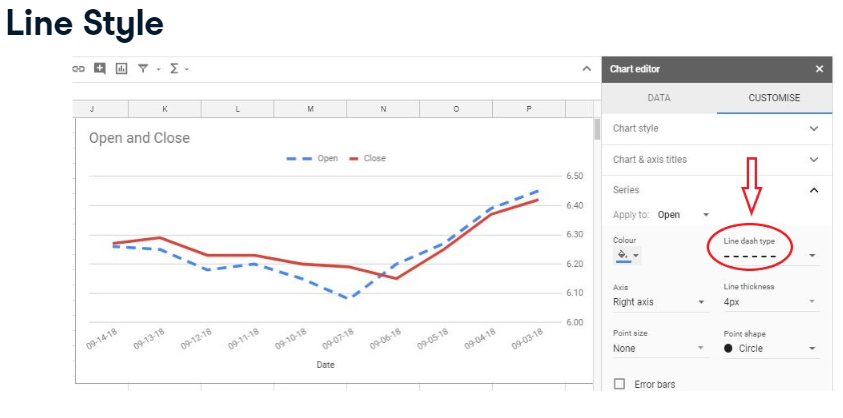 Line Style
Chart editor
DATA CUSTOMISE
J K L M N O P
Open and Close
Open Close
6.50
6.40
6.30
6.20
6.10
6.00
09-14-18 09-13-18 09-12-18 09-11-18 09-10-18 09-07-18 09-06-18 09-05-18 09-04-18 09-03-18
Date
Chart style
Chart & axis titles
Series
Apply to: Open
Colour Line dash type
Axis Line thickness
Right axis 4px
Point size Point shape
None Circle
Error bars